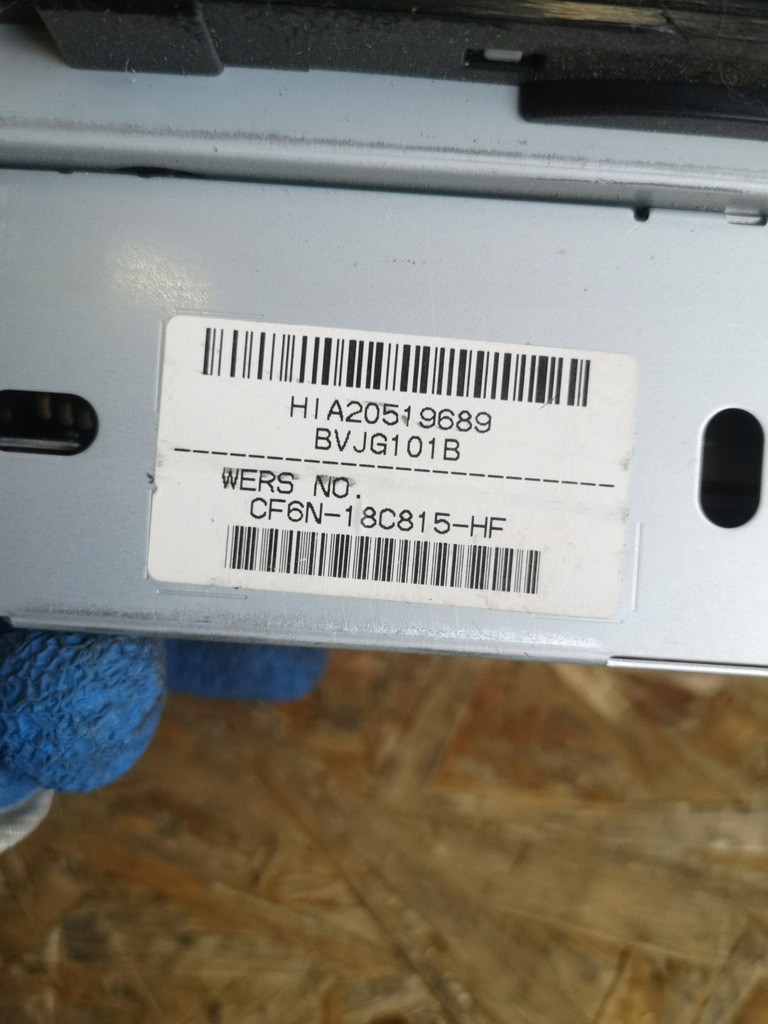 HIA20519689
BVJG101B
WERS NO.
CF6N-18C815-HF